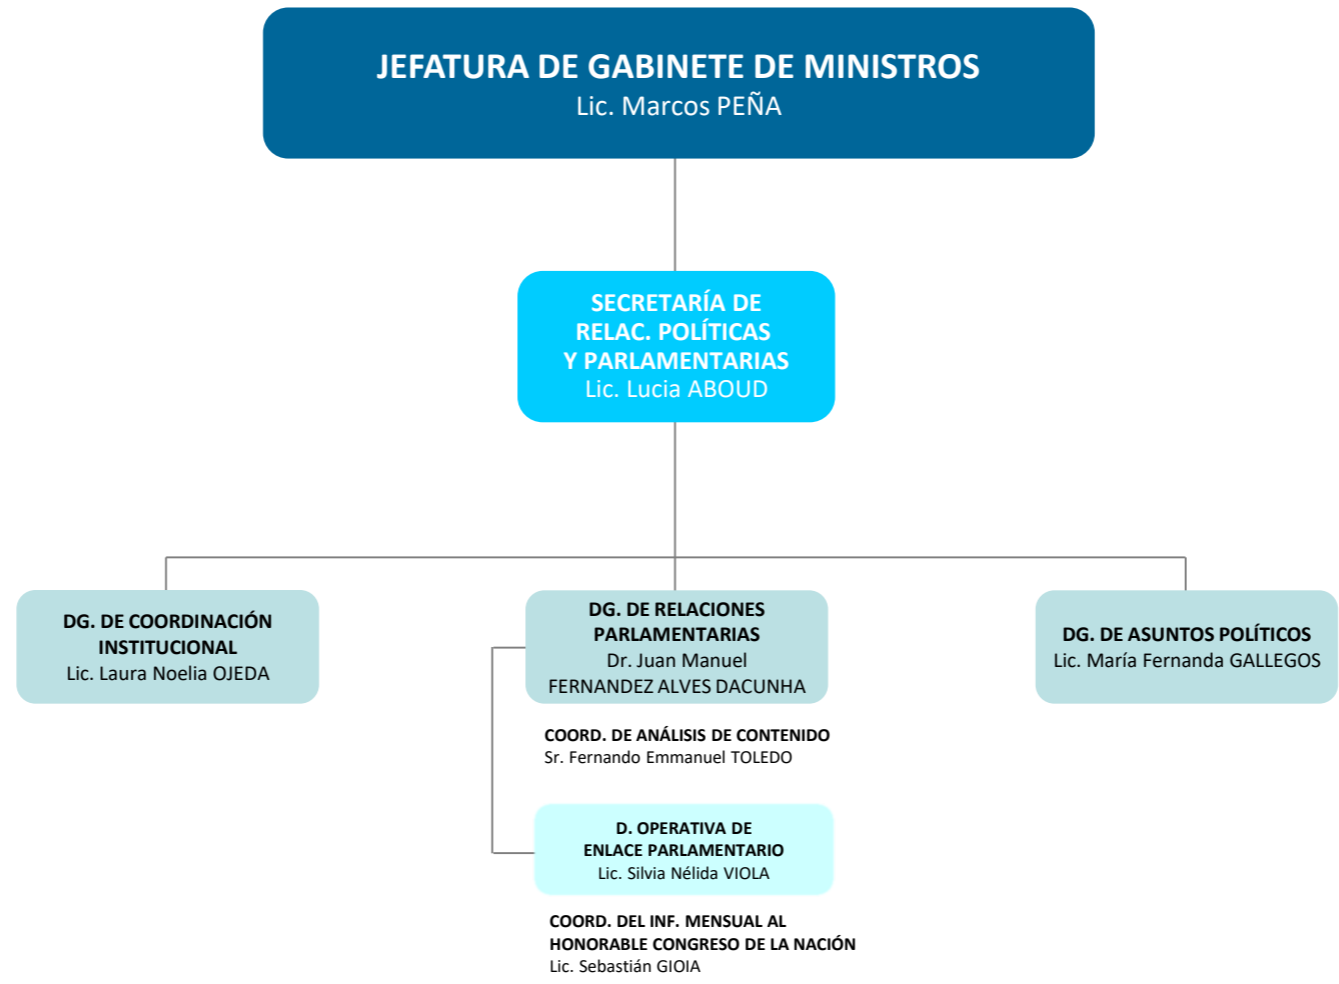 JEFATURA DE GABINETE DE MINISTROS
Lic. Marcos PEÑA
SECRETARÍA DE
RELAC. POLÍTICAS
Y PARLAMENTARIAS
Lic. Lucia ABOUD
DG. DE COORDINACIÓN
INSTITUCIONAL
Lic. Laura Noelia OJEDA
DG. DE RELACIONES
PARLAMENTARIAS
Dr. Juan Manuel
FERNANDEZ ALVES DACUNHA
DG. DE ASUNTOS POLÍTICOS
Lic. María Fernanda GALLEGOS
COORD. DE ANÁLISIS DE CONTENIDO
Sr. Fernando Emmanuel TOLEDO
D. OPERATIVA DE
ENLACE PARLAMENTARIO
Lic. Silvia Nélida VIOLA
COORD. DEL INF. MENSUAL AL
HONORABLE CONGRESO DE LA NACIÓN
Lic. Sebastián GIOIA